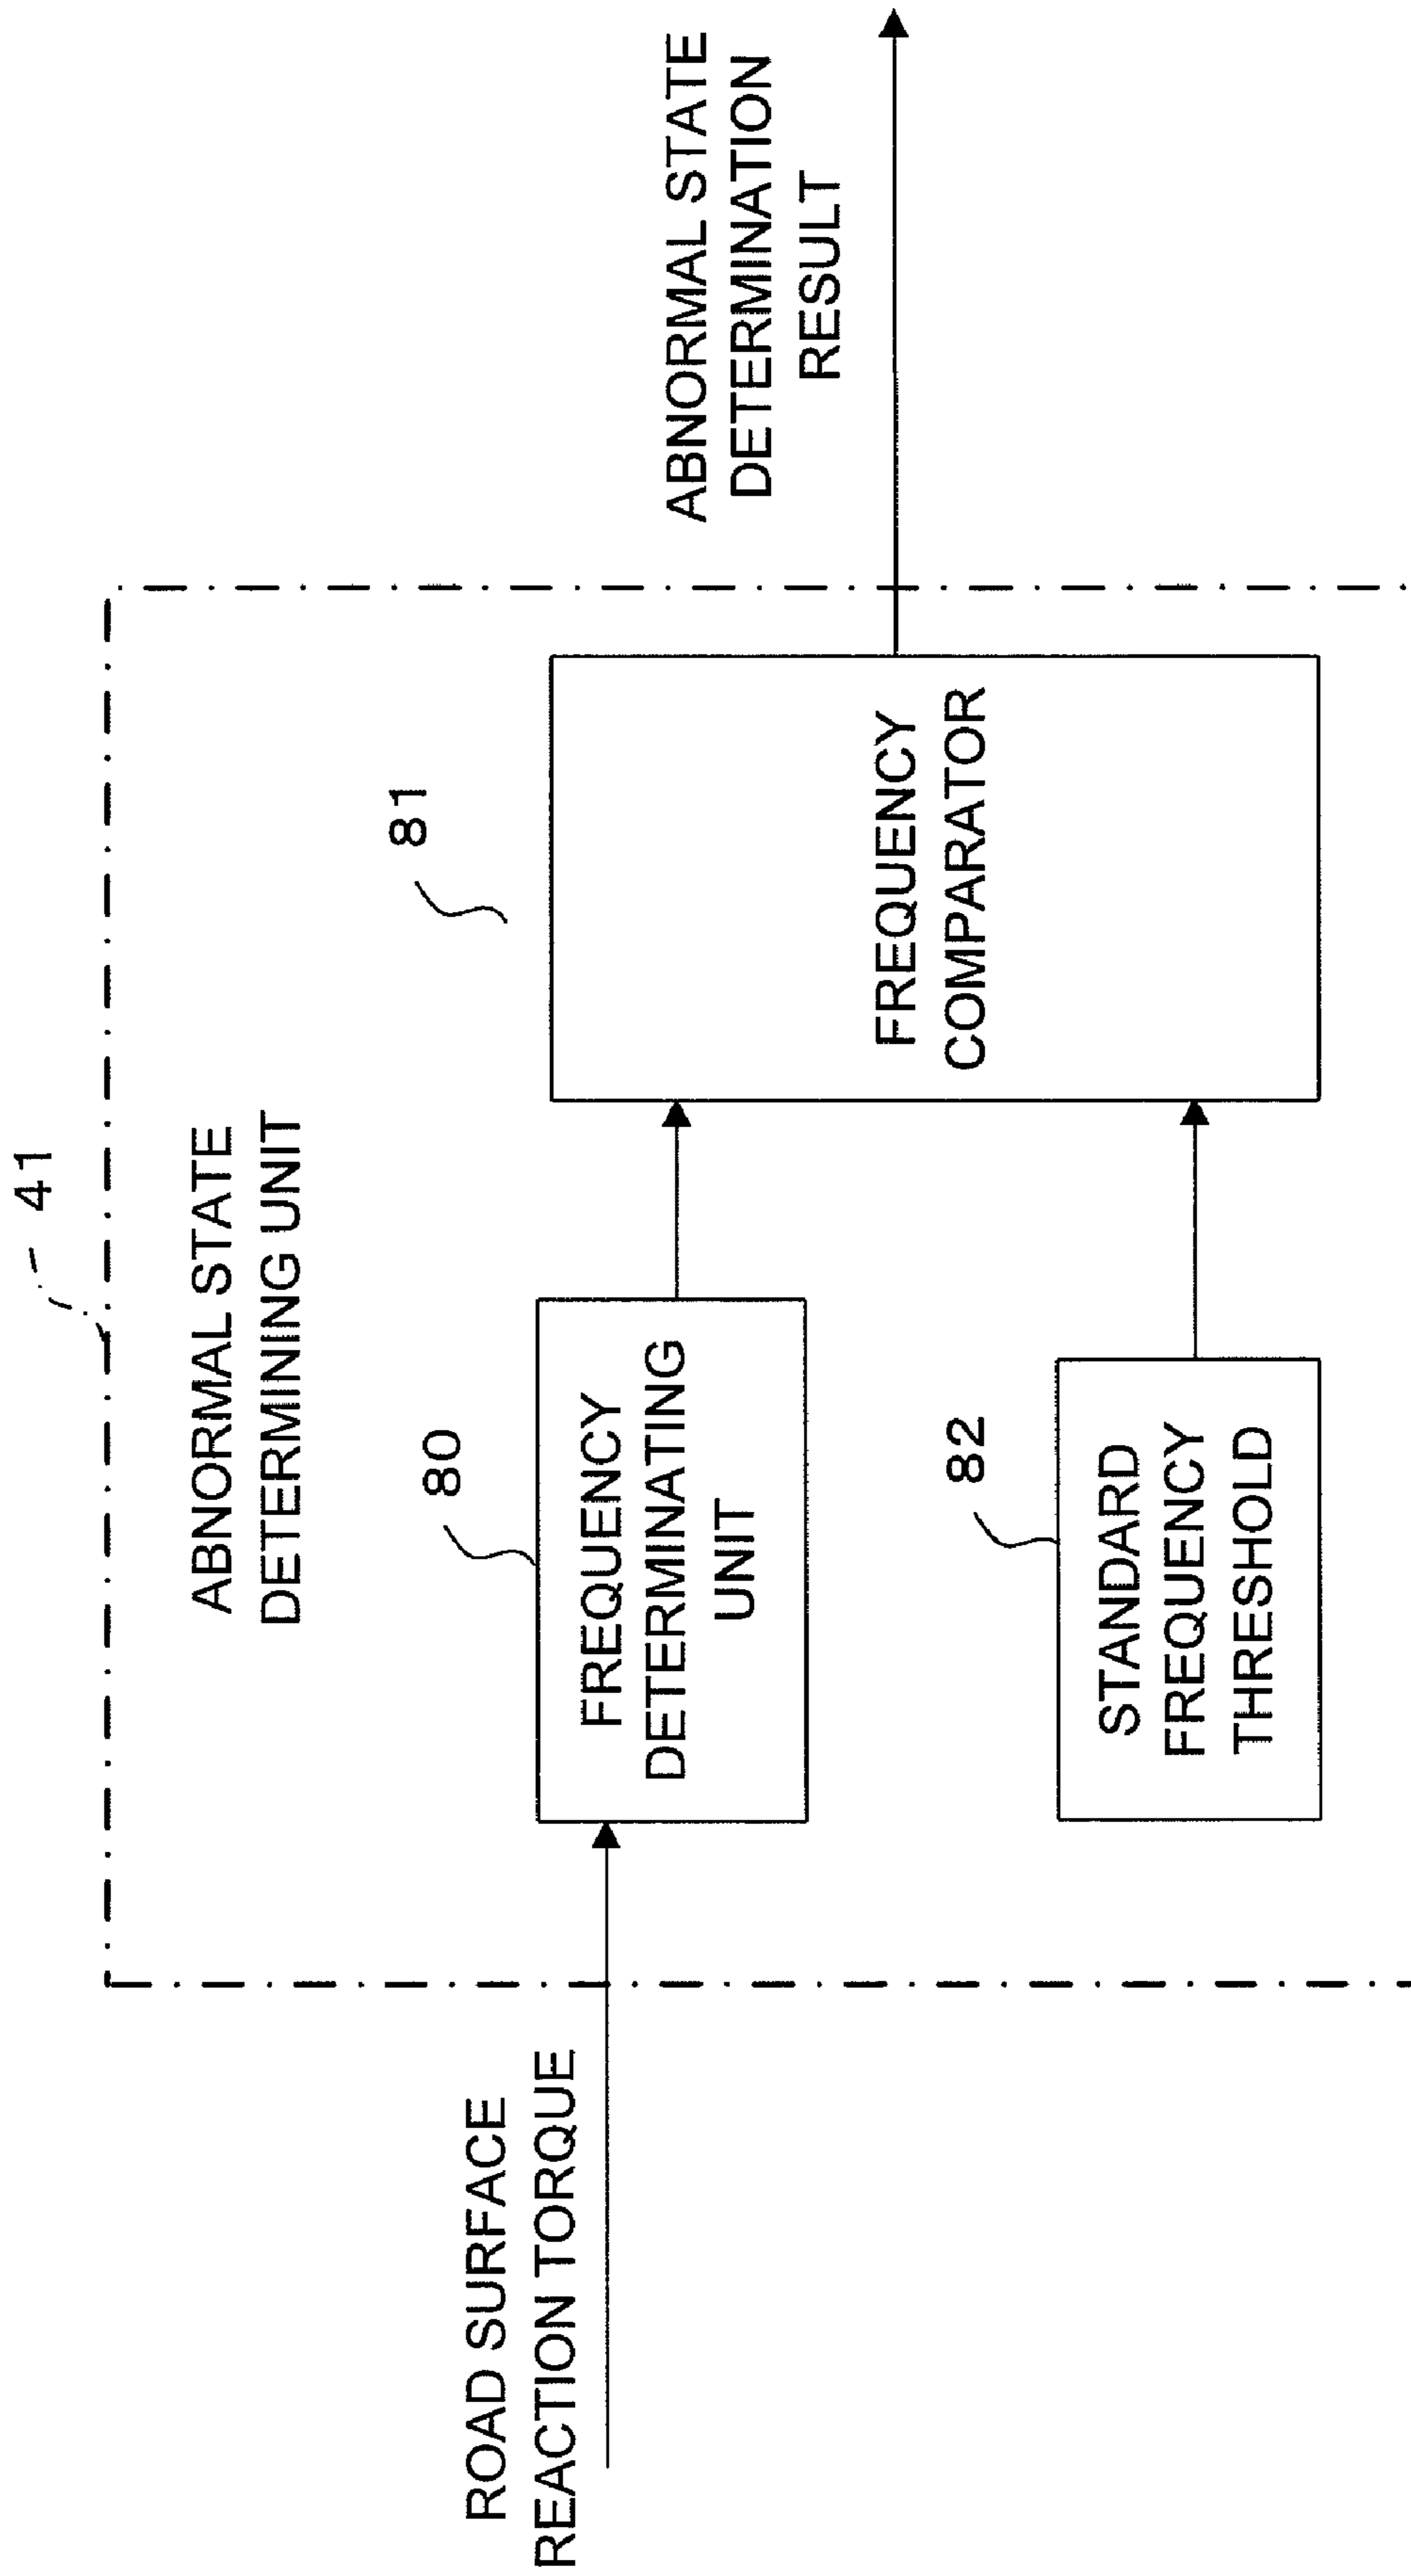 41
ABNORMAL STATE
DETERMINING UNIT
ROAD SURFACE
REACTION TORQUE
80
FREQUENCY
DETERMINATING
UNIT
82
STANDARD
FREQUENCY
THRESHOLD
81
FREQUENCY
COMPARATOR
ABNORMAL STATE
DETERMINATION
RESULT